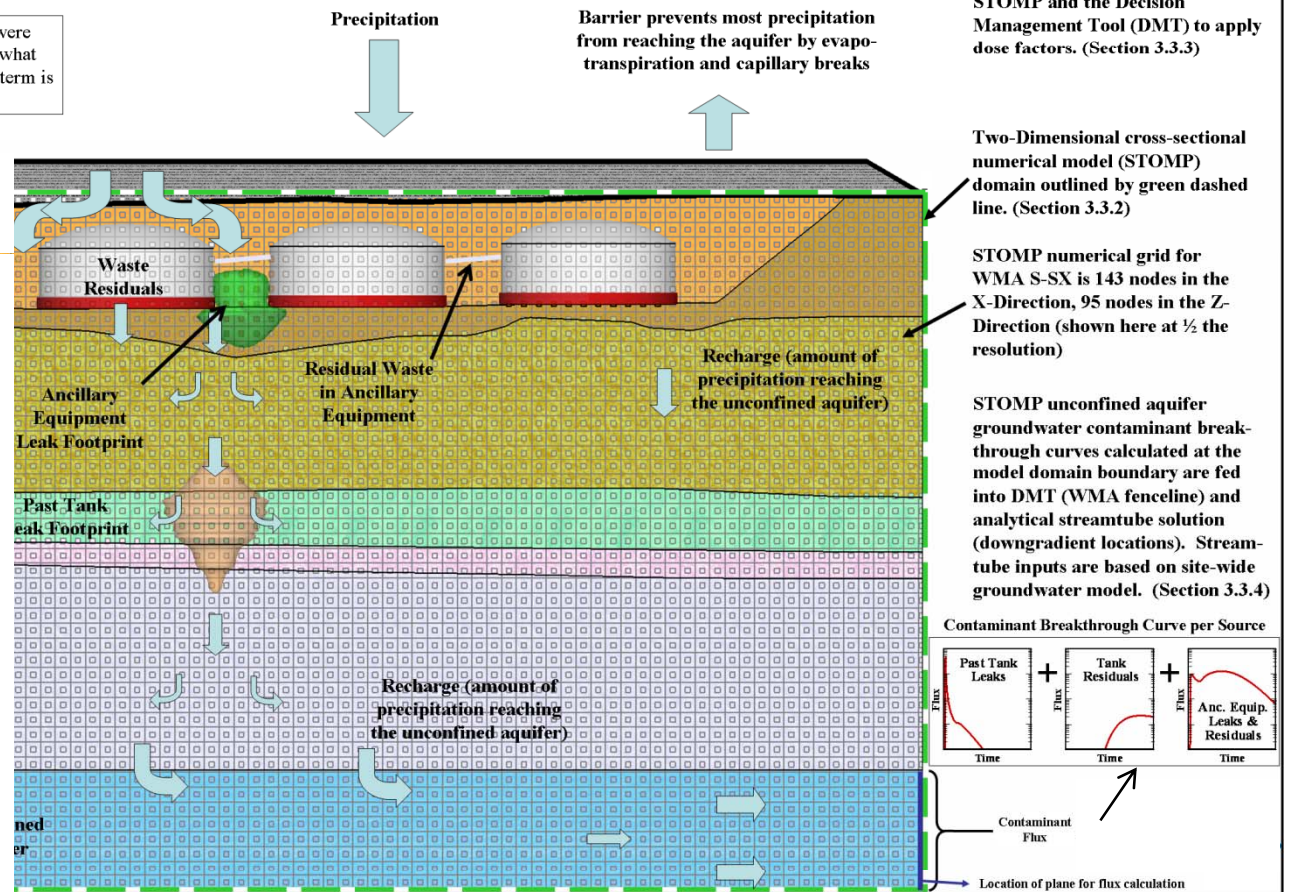 were
what
term is
Precipitation
Barrier prevents most precipitation
from reaching the aquifer by evapo-
transpiration and capillary breaks
STOMP and the Decision
Management Tool (DMT) to apply
dose factors. (Section 3.3.3)
Two-Dimensional cross-sectional
numerical model (STOMP)
domain outlined by green dashed
line. (Section 3.3.2)
STOMP numerical grid for
WMA S-SX is 143 nodes in the
X-Direction, 95 nodes in the Z-
Direction (shown here at ½ the
resolution)
STOMP unconfined aquifer
groundwater contaminant break-
through curves calculated at the
model domain boundary are fed
into DMT (WMA fenceline) and
analytical streamtube solution
(downgradient locations). Stream-
tube inputs are based on site-wide
groundwater model. (Section 3.3.4)
Waste
Residuals
Ancillary
Equipment
Leak Footprint
Residual Waste
in Ancillary
Equipment
Recharge (amount of
precipitation reaching
the unconfined aquifer)
Past Tank
eak Footprint
Recharge (amount of
precipitation reaching
the unconfined aquifer)
ned
er
Contaminant Breakthrough Curve per Source
Flux
Past Tank
Leaks
Time
+
Flux
Tank
Residuals
Time
+
Flux
Anc. Equip.
Leaks &
Residuals
Time
Contaminant
Flux
Location of plane for flux calculation